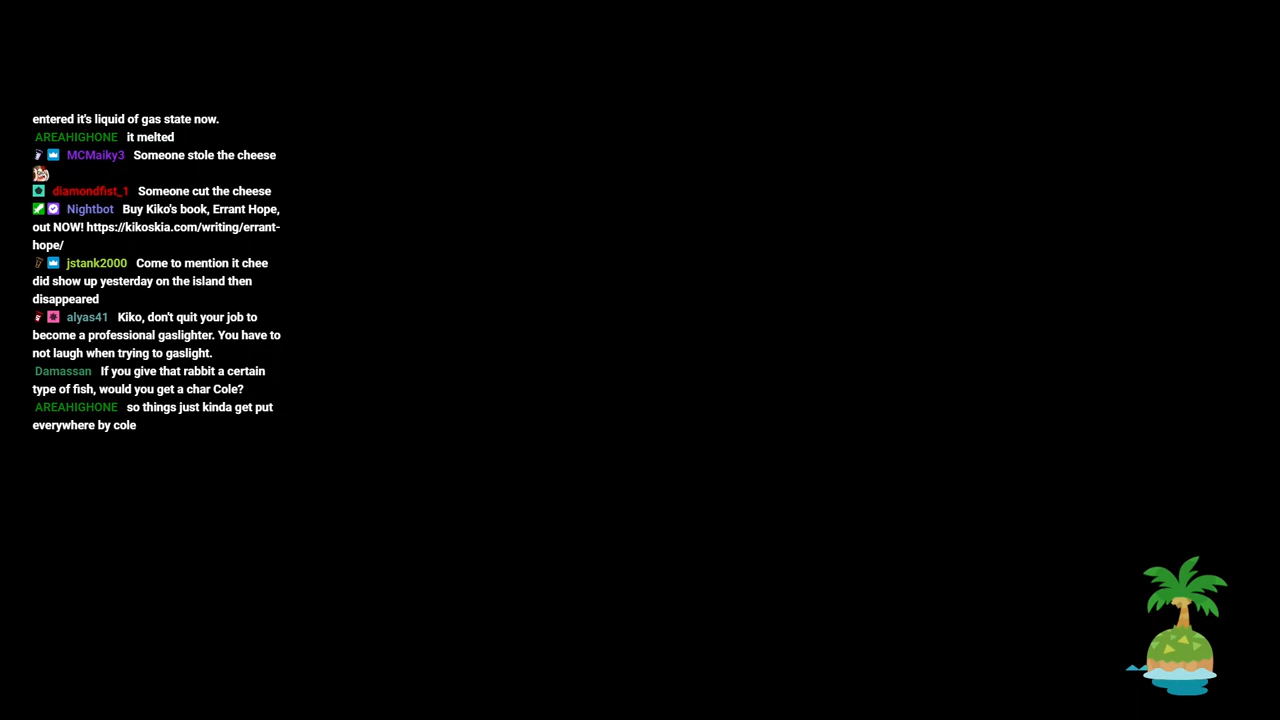 entered it's liquid of gas state now.
AREAHIGHONE it melted
MCMaiky3 Someone stole the cheese
diamondfist_1 Someone cut the cheese
Nightbot Buy Kiko's book, Errant Hope,
out NOW! https://kikoskia.com/writing/errant-
hope/
jstank2000 Come to mention it chee
did show up yesterday on the island then
disappeared
alyas41 Kiko, don't quit your job to
become a professional gaslighter. You have to
not laugh when trying to gaslight.
Damassan If you give that rabbit a certain
type of fish, would you get a char Cole?
AREAHIGHONE so things just kinda get put
everywhere by cole